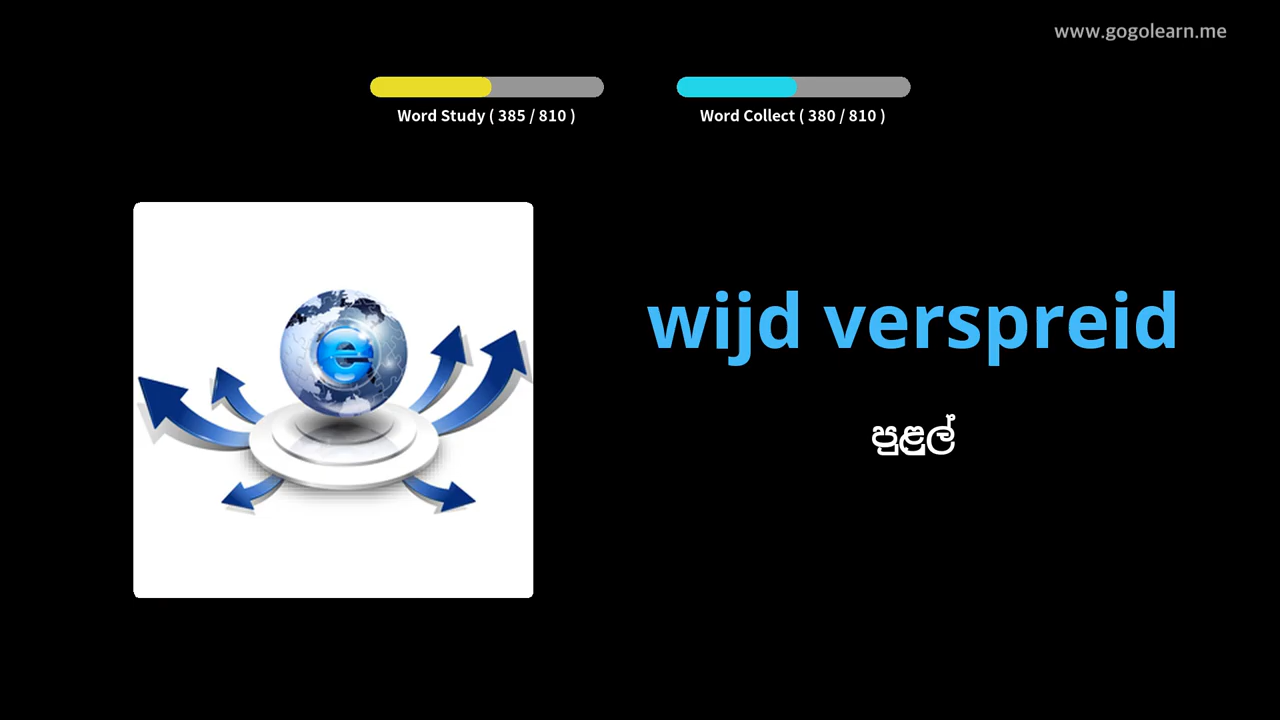 www.gogolearn.me
Word Study ( 385 / 810 )
Word Collect ( 380 / 810 )
e
wijd verspreid
පුළුල්